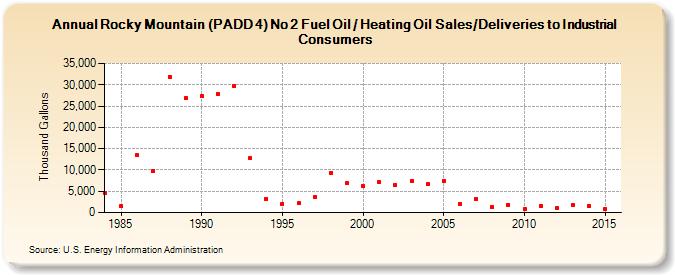 Annual Rocky Mountain (PADD 4) No 2 Fuel Oil / Heating Oil Sales/Deliveries to Industrial
Consumers
Thousand Gallons
35,000
30,000
25,000
20,000
15,000
10,000
5,000
0
1985 1990 1995 2000 2005 2010 2015
Source: U.S. Energy Information Administration